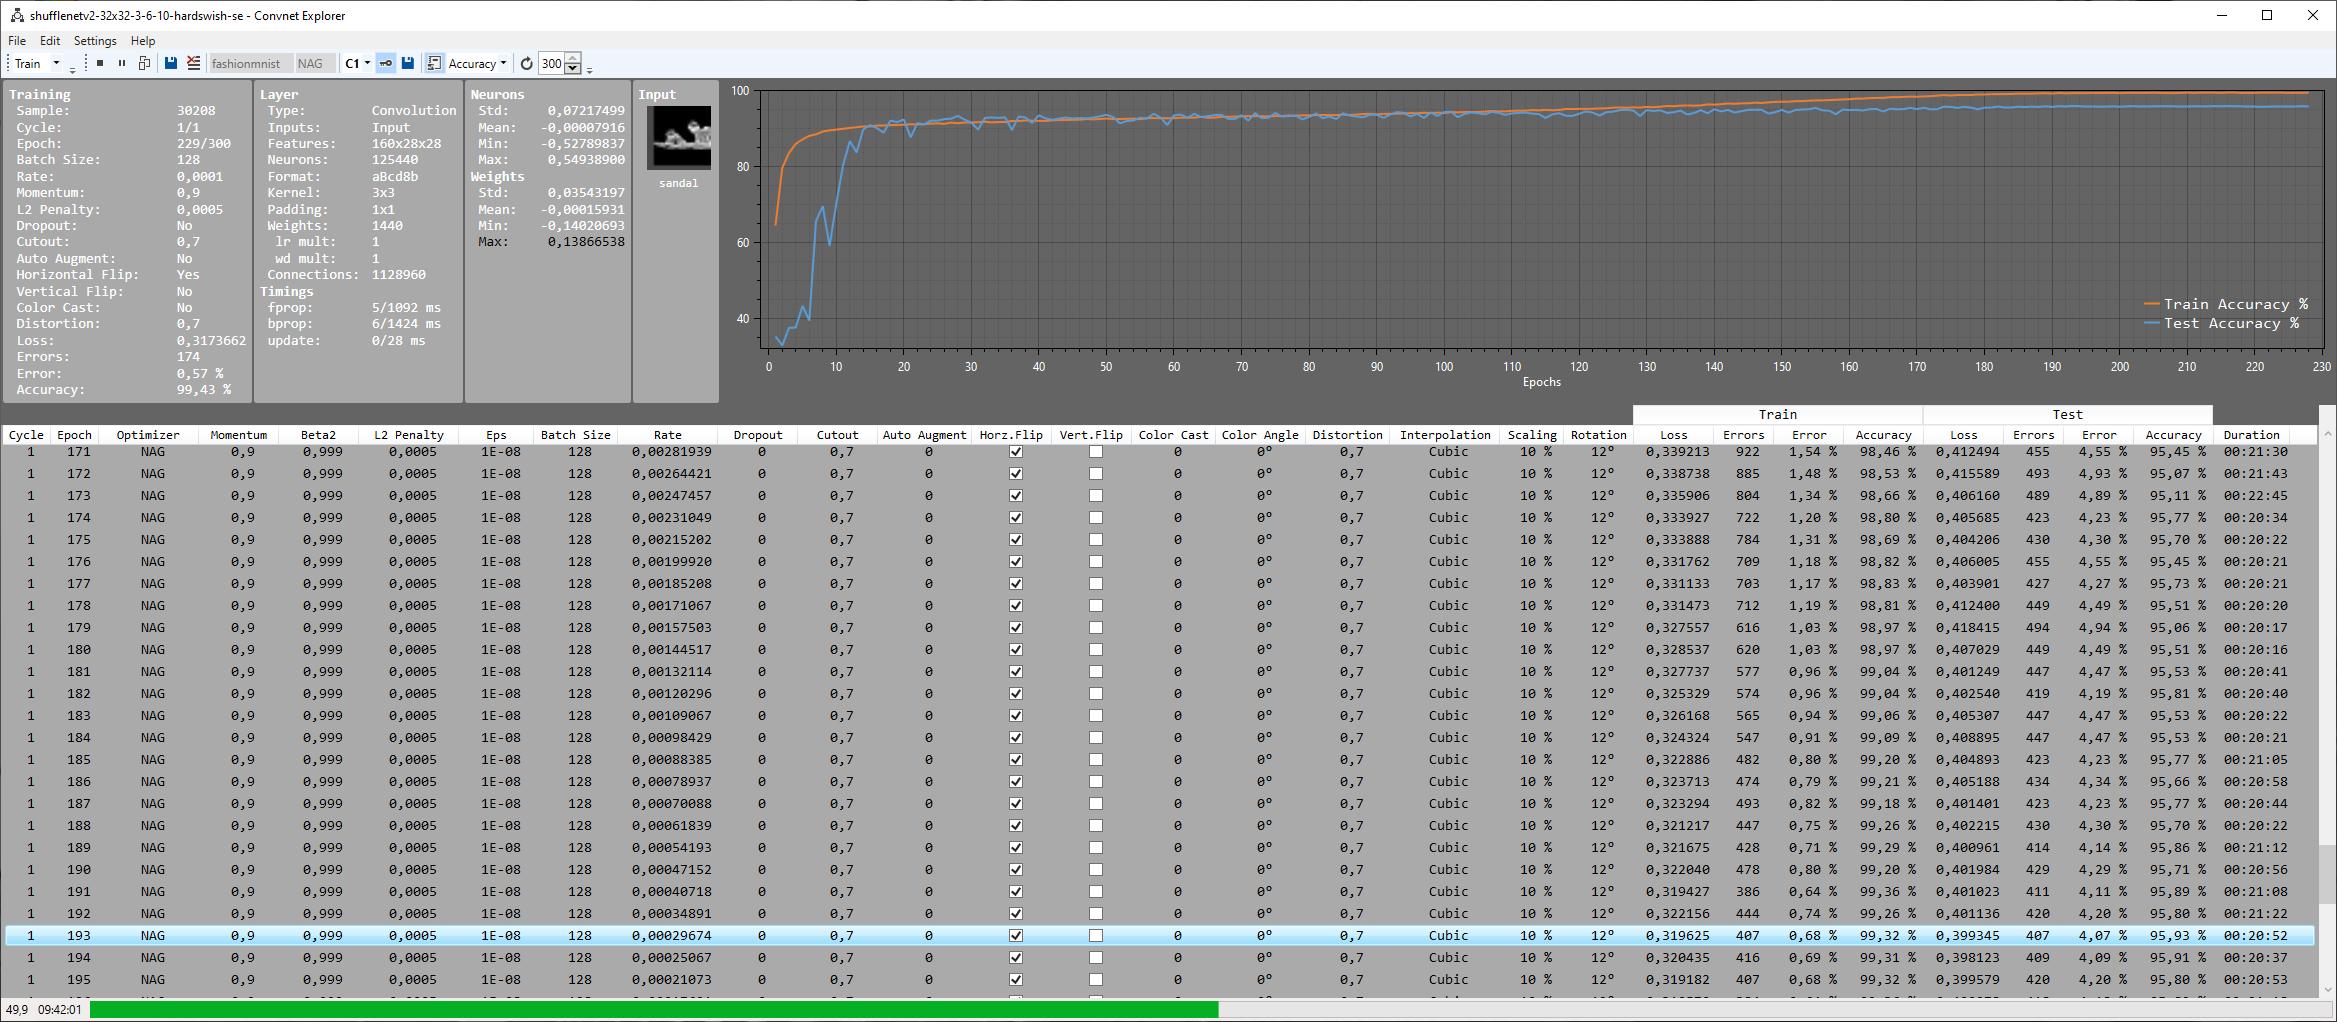 shufflenetv2-32x32-3-6-10-hardswish-se - Convnet Explorer
File Edit Settings Help
Train fashionmnist NAG C1 Accuracy 300
Training
Sample: 30208
Cycle: 1/1
Epoch: 229/300
Batch Size: 128
Rate: 0,0001
Momentum: 0,9
L2 Penalty: 0,0005
Dropout: No
Cutout: 0,7
Auto Augment: No
Horizontal Flip: Yes
Vertical Flip: No
Color Cast: No
Distortion: 0,7
Loss: 0,3173662
Errors: 174
Error: 0,57 %
Accuracy: 99,43 %
Layer
Type: Convolution
Inputs: Input
Features: 160x28x28
Neurons: 125440
Format: aBcd8b
Kernel: 3x3
Padding: 1x1
Weights: 1440
lr mult: 1
wd mult: 1
Connections: 1128960
Timings
fprop: 5/1092 ms
bprop: 6/1424 ms
update: 0/28 ms
Neurons
Std: 0,07217499
Mean: -0,00007916
Min: -0,52789837
Max: 0,54938900
Weights
Std: 0,03543197
Mean: -0,00015931
Min: -0,14020693
Max: 0,13866538
Input
sandal
100
80
60
40
Train Accuracy %
Test Accuracy %
0 10 20 30 40 50 60 70 80 90 100 110 120 130 140 150 160 170 180 190 200 210 220 230
Epochs
Train Test
Cycle Epoch Optimizer Momentum Beta2 L2 Penalty Eps Batch Size Rate Dropout Cutout Auto Augment Horz.Flip Vert.Flip Color Cast Color Angle Distortion Interpolation Scaling Rotation Loss Errors Error Accuracy Loss Errors Error Accuracy Duration
1 171 NAG 0,9 0,999 0,0005 1E-08 128 0,00281939 0 0,7 0 0 0° 0,7 Cubic 10 % 12° 0,339213 922 1,54 % 98,46 % 0,412494 455 4,55 % 95,45 % 00:21:30
1 172 NAG 0,9 0,999 0,0005 1E-08 128 0,00264421 0 0,7 0 0 0° 0,7 Cubic 10 % 12° 0,338738 885 1,48 % 98,53 % 0,415589 493 4,93 % 95,07 % 00:21:43
1 173 NAG 0,9 0,999 0,0005 1E-08 128 0,00247457 0 0,7 0 0 0° 0,7 Cubic 10 % 12° 0,335906 804 1,34 % 98,66 % 0,406160 489 4,89 % 95,11 % 00:22:45
1 174 NAG 0,9 0,999 0,0005 1E-08 128 0,00231049 0 0,7 0 0 0° 0,7 Cubic 10 % 12° 0,333927 722 1,20 % 98,80 % 0,405685 423 4,23 % 95,77 % 00:20:34
1 175 NAG 0,9 0,999 0,0005 1E-08 128 0,00215202 0 0,7 0 0 0° 0,7 Cubic 10 % 12° 0,333888 784 1,31 % 98,69 % 0,404206 430 4,30 % 95,70 % 00:20:22
1 176 NAG 0,9 0,999 0,0005 1E-08 128 0,00199920 0 0,7 0 0 0° 0,7 Cubic 10 % 12° 0,331762 709 1,18 % 98,82 % 0,406005 455 4,55 % 95,45 % 00:20:21
1 177 NAG 0,9 0,999 0,0005 1E-08 128 0,00185208 0 0,7 0 0 0° 0,7 Cubic 10 % 12° 0,331133 703 1,17 % 98,83 % 0,403901 427 4,27 % 95,73 % 00:20:21
1 178 NAG 0,9 0,999 0,0005 1E-08 128 0,00171067 0 0,7 0 0 0° 0,7 Cubic 10 % 12° 0,331473 712 1,19 % 98,81 % 0,412400 449 4,49 % 95,51 % 00:20:20
1 179 NAG 0,9 0,999 0,0005 1E-08 128 0,00157503 0 0,7 0 0 0° 0,7 Cubic 10 % 12° 0,327557 616 1,03 % 98,97 % 0,418415 494 4,94 % 95,06 % 00:20:17
1 180 NAG 0,9 0,999 0,0005 1E-08 128 0,00144517 0 0,7 0 0 0° 0,7 Cubic 10 % 12° 0,328537 620 1,03 % 98,97 % 0,407029 449 4,49 % 95,51 % 00:20:16
1 181 NAG 0,9 0,999 0,0005 1E-08 128 0,00132114 0 0,7 0 0 0° 0,7 Cubic 10 % 12° 0,327737 577 0,96 % 99,04 % 0,401249 447 4,47 % 95,53 % 00:20:41
1 182 NAG 0,9 0,999 0,0005 1E-08 128 0,00120296 0 0,7 0 0 0° 0,7 Cubic 10 % 12° 0,325329 574 0,96 % 99,04 % 0,402540 419 4,19 % 95,81 % 00:20:40
1 183 NAG 0,9 0,999 0,0005 1E-08 128 0,00109067 0 0,7 0 0 0° 0,7 Cubic 10 % 12° 0,326168 565 0,94 % 99,06 % 0,405307 447 4,47 % 95,53 % 00:20:22
1 184 NAG 0,9 0,999 0,0005 1E-08 128 0,00098429 0 0,7 0 0 0° 0,7 Cubic 10 % 12° 0,324324 547 0,91 % 99,09 % 0,408895 447 4,47 % 95,53 % 00:20:21
1 185 NAG 0,9 0,999 0,0005 1E-08 128 0,00088385 0 0,7 0 0 0° 0,7 Cubic 10 % 12° 0,322886 482 0,80 % 99,20 % 0,404893 423 4,23 % 95,77 % 00:21:05
1 186 NAG 0,9 0,999 0,0005 1E-08 128 0,00078937 0 0,7 0 0 0° 0,7 Cubic 10 % 12° 0,323713 474 0,79 % 99,21 % 0,405188 434 4,34 % 95,66 % 00:20:58
1 187 NAG 0,9 0,999 0,0005 1E-08 128 0,00070088 0 0,7 0 0 0° 0,7 Cubic 10 % 12° 0,323294 493 0,82 % 99,18 % 0,401401 423 4,23 % 95,77 % 00:20:44
1 188 NAG 0,9 0,999 0,0005 1E-08 128 0,00061839 0 0,7 0 0 0° 0,7 Cubic 10 % 12° 0,321217 447 0,75 % 99,26 % 0,402215 430 4,30 % 95,70 % 00:20:22
1 189 NAG 0,9 0,999 0,0005 1E-08 128 0,00054193 0 0,7 0 0 0° 0,7 Cubic 10 % 12° 0,321675 428 0,71 % 99,29 % 0,400961 414 4,14 % 95,86 % 00:21:12
1 190 NAG 0,9 0,999 0,0005 1E-08 128 0,00047152 0 0,7 0 0 0° 0,7 Cubic 10 % 12° 0,322040 478 0,80 % 99,20 % 0,401984 429 4,29 % 95,71 % 00:20:56
1 191 NAG 0,9 0,999 0,0005 1E-08 128 0,00040718 0 0,7 0 0 0° 0,7 Cubic 10 % 12° 0,319427 386 0,64 % 99,36 % 0,401023 411 4,11 % 95,89 % 00:21:08
1 192 NAG 0,9 0,999 0,0005 1E-08 128 0,00034891 0 0,7 0 0 0° 0,7 Cubic 10 % 12° 0,322156 444 0,74 % 99,26 % 0,401136 420 4,20 % 95,80 % 00:21:22
1 193 NAG 0,9 0,999 0,0005 1E-08 128 0,00029674 0 0,7 0 0 0° 0,7 Cubic 10 % 12° 0,319625 407 0,68 % 99,32 % 0,399345 407 4,07 % 95,93 % 00:20:52
1 194 NAG 0,9 0,999 0,0005 1E-08 128 0,00025067 0 0,7 0 0 0° 0,7 Cubic 10 % 12° 0,320435 416 0,69 % 99,31 % 0,398123 409 4,09 % 95,91 % 00:20:37
1 195 NAG 0,9 0,999 0,0005 1E-08 128 0,00021073 0 0,7 0 0 0° 0,7 Cubic 10 % 12° 0,319182 407 0,68 % 99,32 % 0,399579 420 4,20 % 95,80 % 00:20:53
49,9 09:42:01